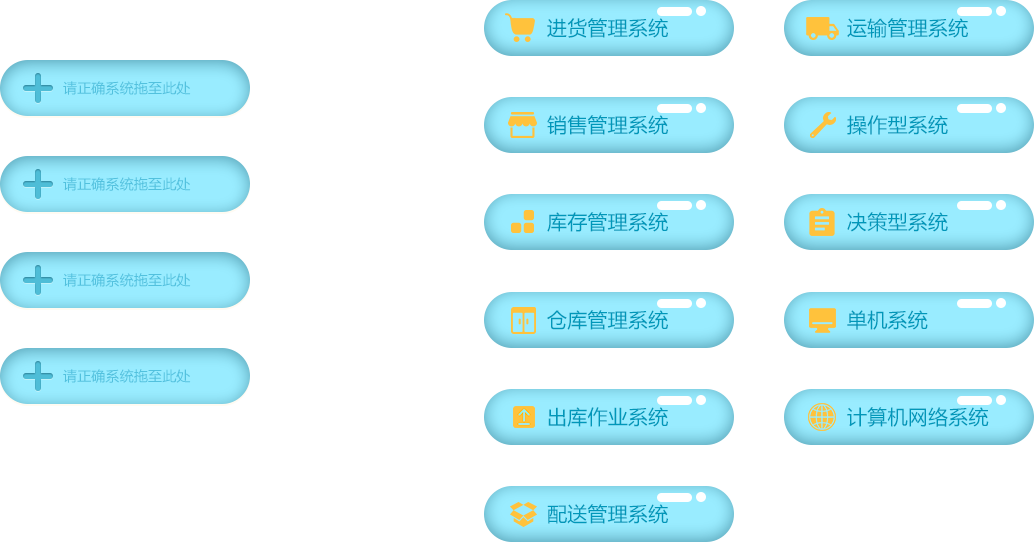 请正确系统拖至此处
请正确系统拖至此处
请正确系统拖至此处
请正确系统拖至此处
进货管理系统
销售管理系统
库存管理系统
仓库管理系统
出库作业系统
配送管理系统
运输管理系统
操作型系统
决策型系统
单机系统
计算机网络系统